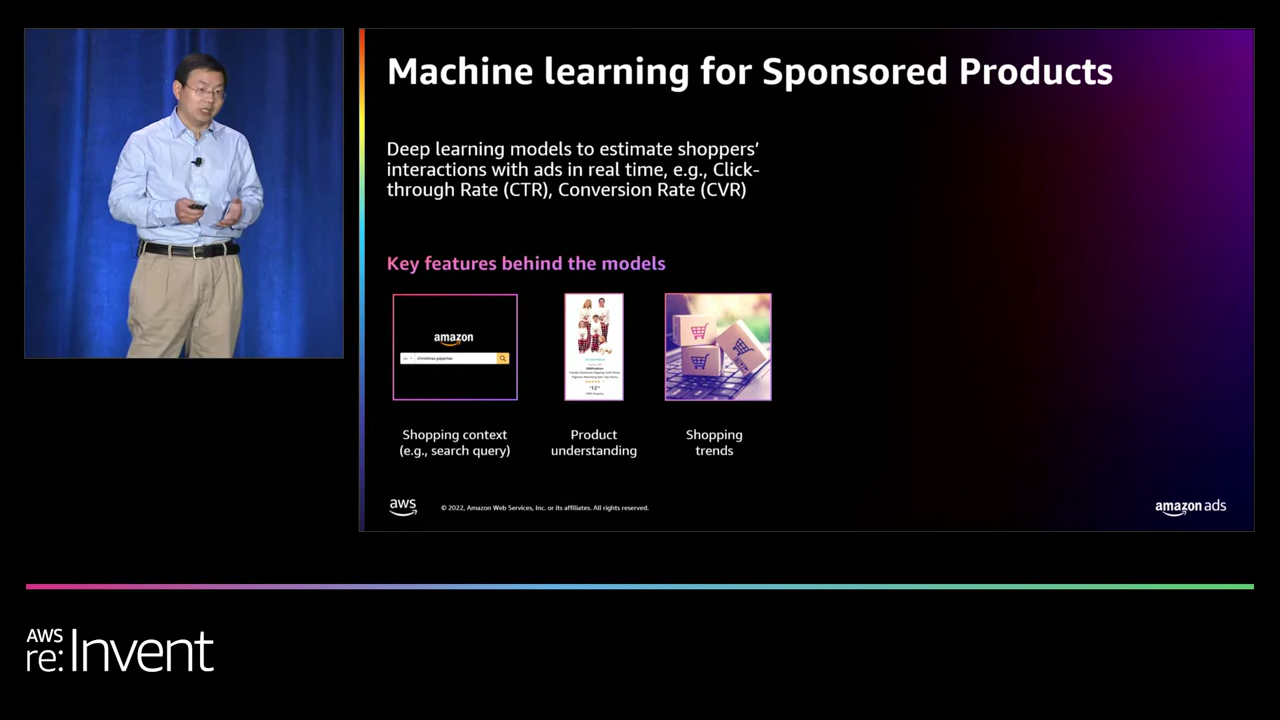 Machine learning for Sponsored Products
Deep learning models to estimate shoppers'
interactions with ads in real time, e.g., Click-
through Rate (CTR), Conversion Rate (CVR)
Key features behind the models
amazon
christmas pajamas
Shopping context
(e.g., search query)
Product
understanding
Shopping
trends
aws
© 2022, Amazon Web Services, Inc. or its affiliates. All rights reserved.
amazon ads
AWS
re:Invent